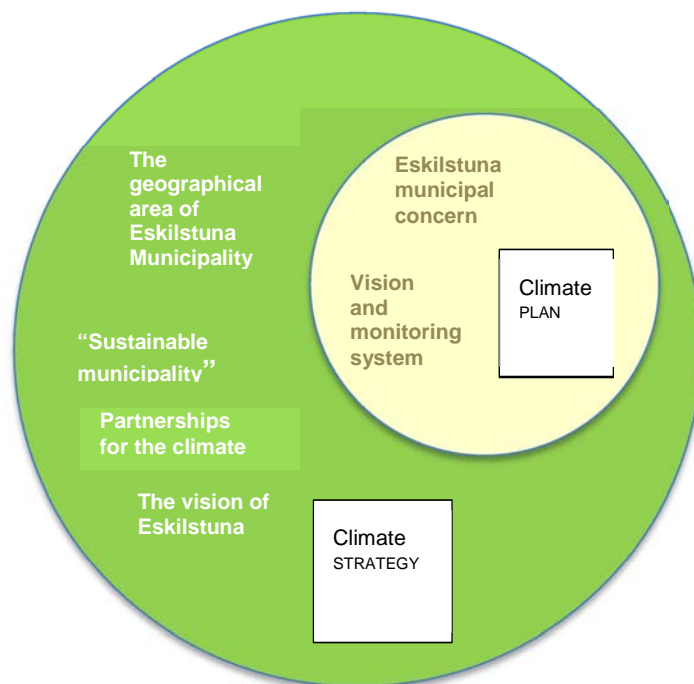 The
geographical
area of
Eskilstuna
Municipality
Eskilstuna
municipal
concern
Vision
and
monitoring
system
Climate
PLAN
“Sustainable
municipality”
Partnerships
for the climate
The vision of
Eskilstuna
Climate
STRATEGY